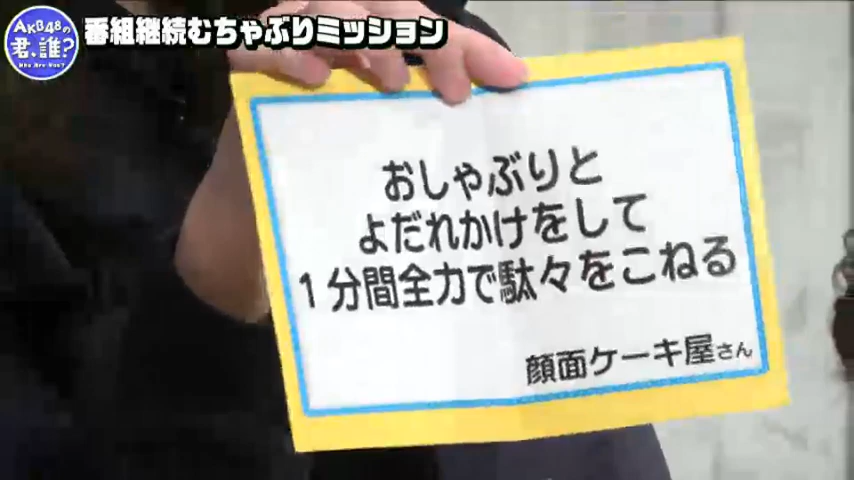 AKB48の
君、誰?
Who Are You?
番組継続むちゃぶりミッション
おしゃぶりと
よだれかけをして
1分間全力で駄々をこねる
顔面ケーキ屋さん